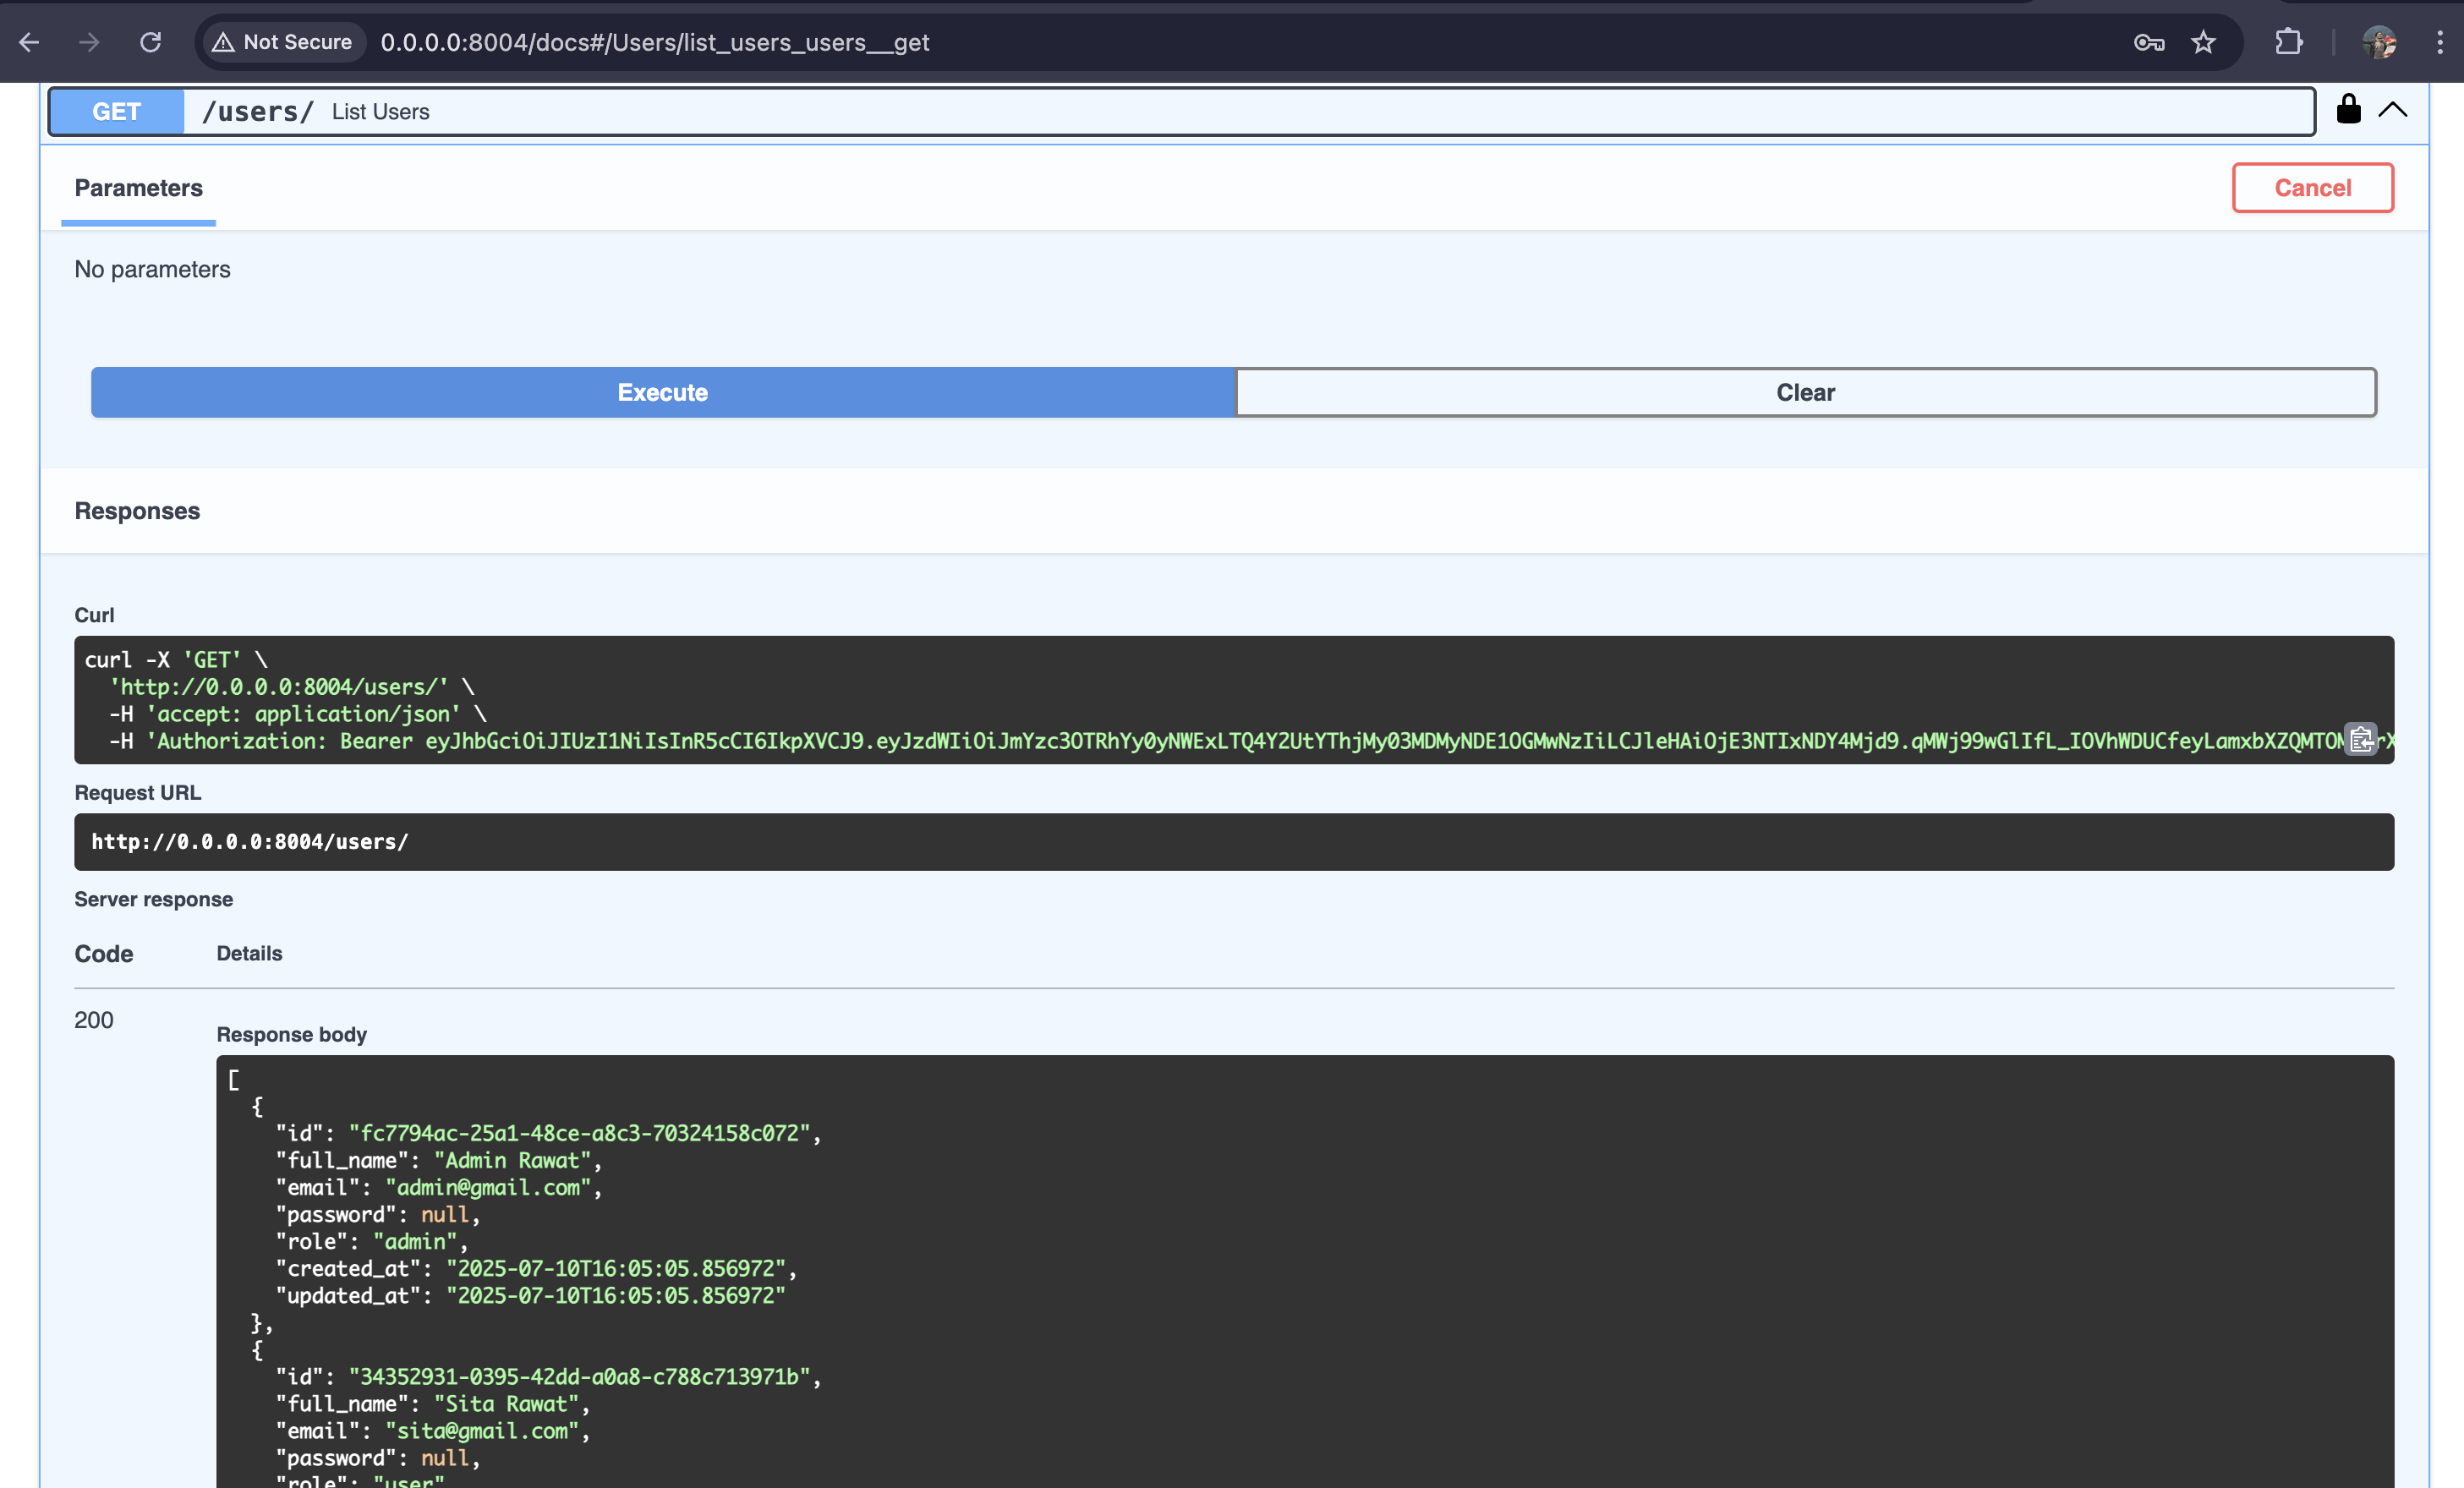 Not Secure 0.0.0.0:8004/docs#/Users/list_users_users__get
GET /users/ List Users
Parameters
Cancel
No parameters
Execute
Clear
Responses
Curl
curl -X 'GET' \
'http://0.0.0.0:8004/users/' \
-H 'accept: application/json' \
-H 'Authorization: Bearer eyJhbGciOiJIUzI1NiIsInR5cCI6IkpXVCJ9.eyJzdWIiOiJmYzc3OTRhYy0yNWExLTQ4Y2UtYThjMy03MDMyNDE1OGMwNzIiLCJleHAiOjE3NTIxNDY4Mjd9.qMWj99wGlIfL_IOVhWDUCfeyLamxbXZQMTOM
Request URL
http://0.0.0.0:8004/users/
Server response
Code Details
200
Response body
[
{
"id": "fc7794ac-25a1-48ce-a8c3-70324158c072",
"full_name": "Admin Rawat",
"email": "admin@gmail.com",
"password": null,
"role": "admin",
"created_at": "2025-07-10T16:05:05.856972",
"updated_at": "2025-07-10T16:05:05.856972"
},
{
"id": "34352931-0395-42dd-a0a8-c788c713971b",
"full_name": "Sita Rawat",
"email": "sita@gmail.com",
"password": null,
"role": "user"